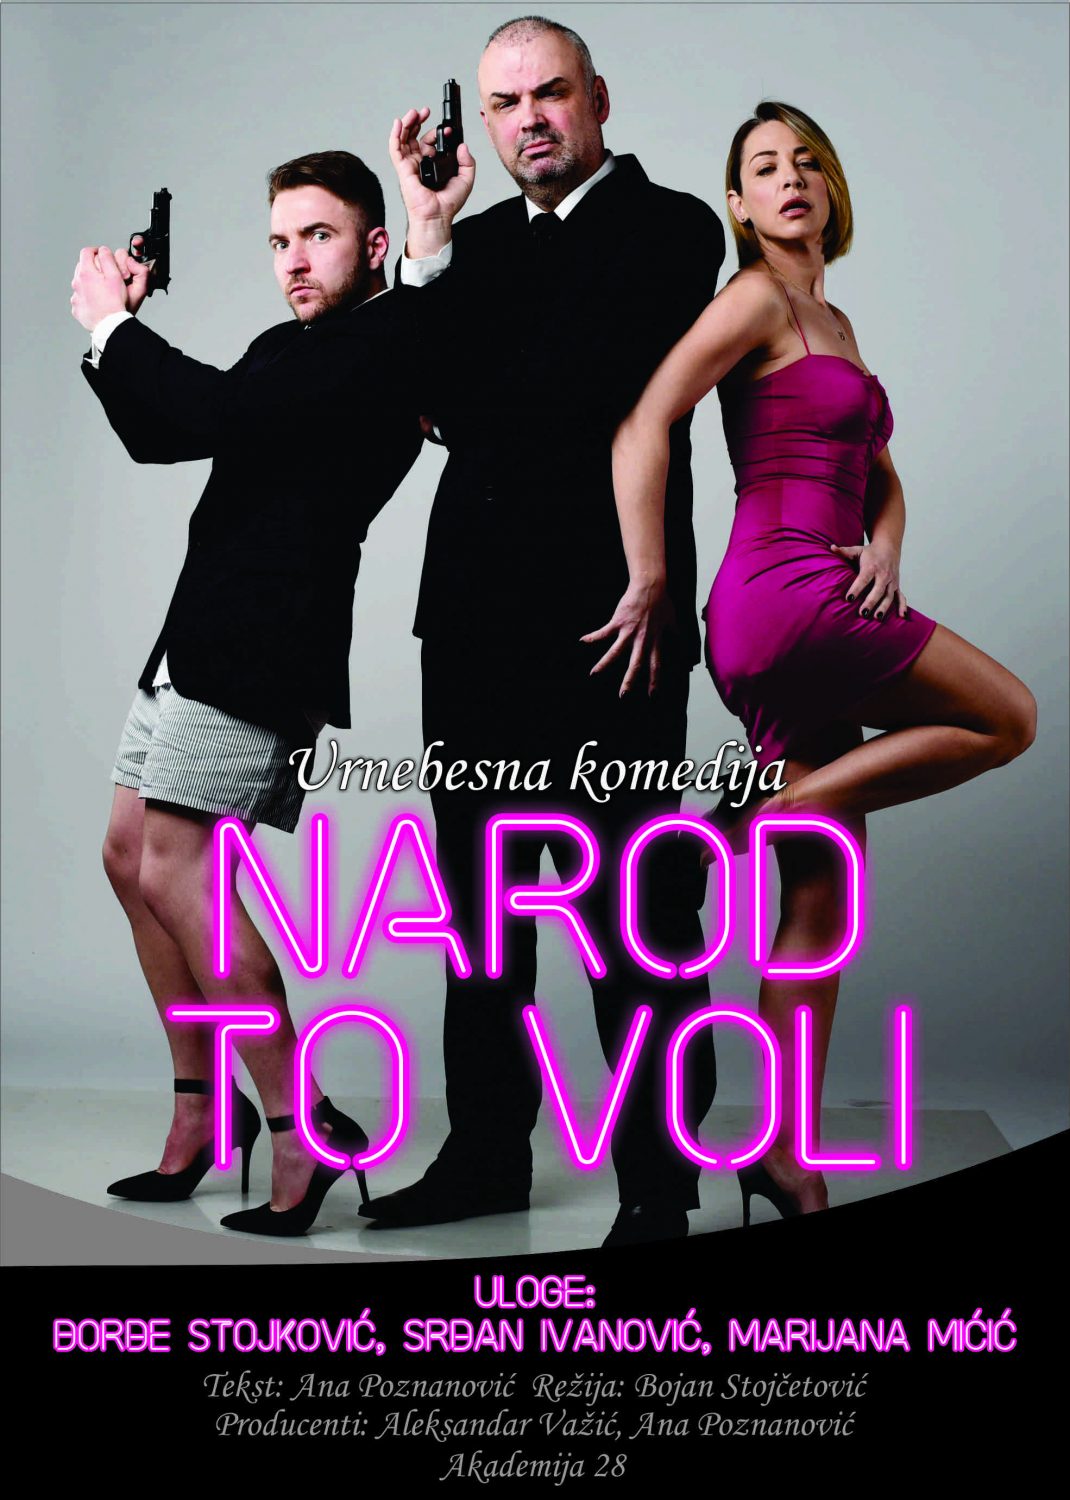 Urnebesna komedija
NAROD
TO VOLI
ULOGE:
ĐORĐE STOJKOVIĆ, SRĐAN IVANOVIĆ, MARIJANA MIĆIĆ
Tekst: Ana Poznanović Režija: Bojan Stojčetović
Producenti: Aleksandar Važić, Ana Poznanović
Akademija 28